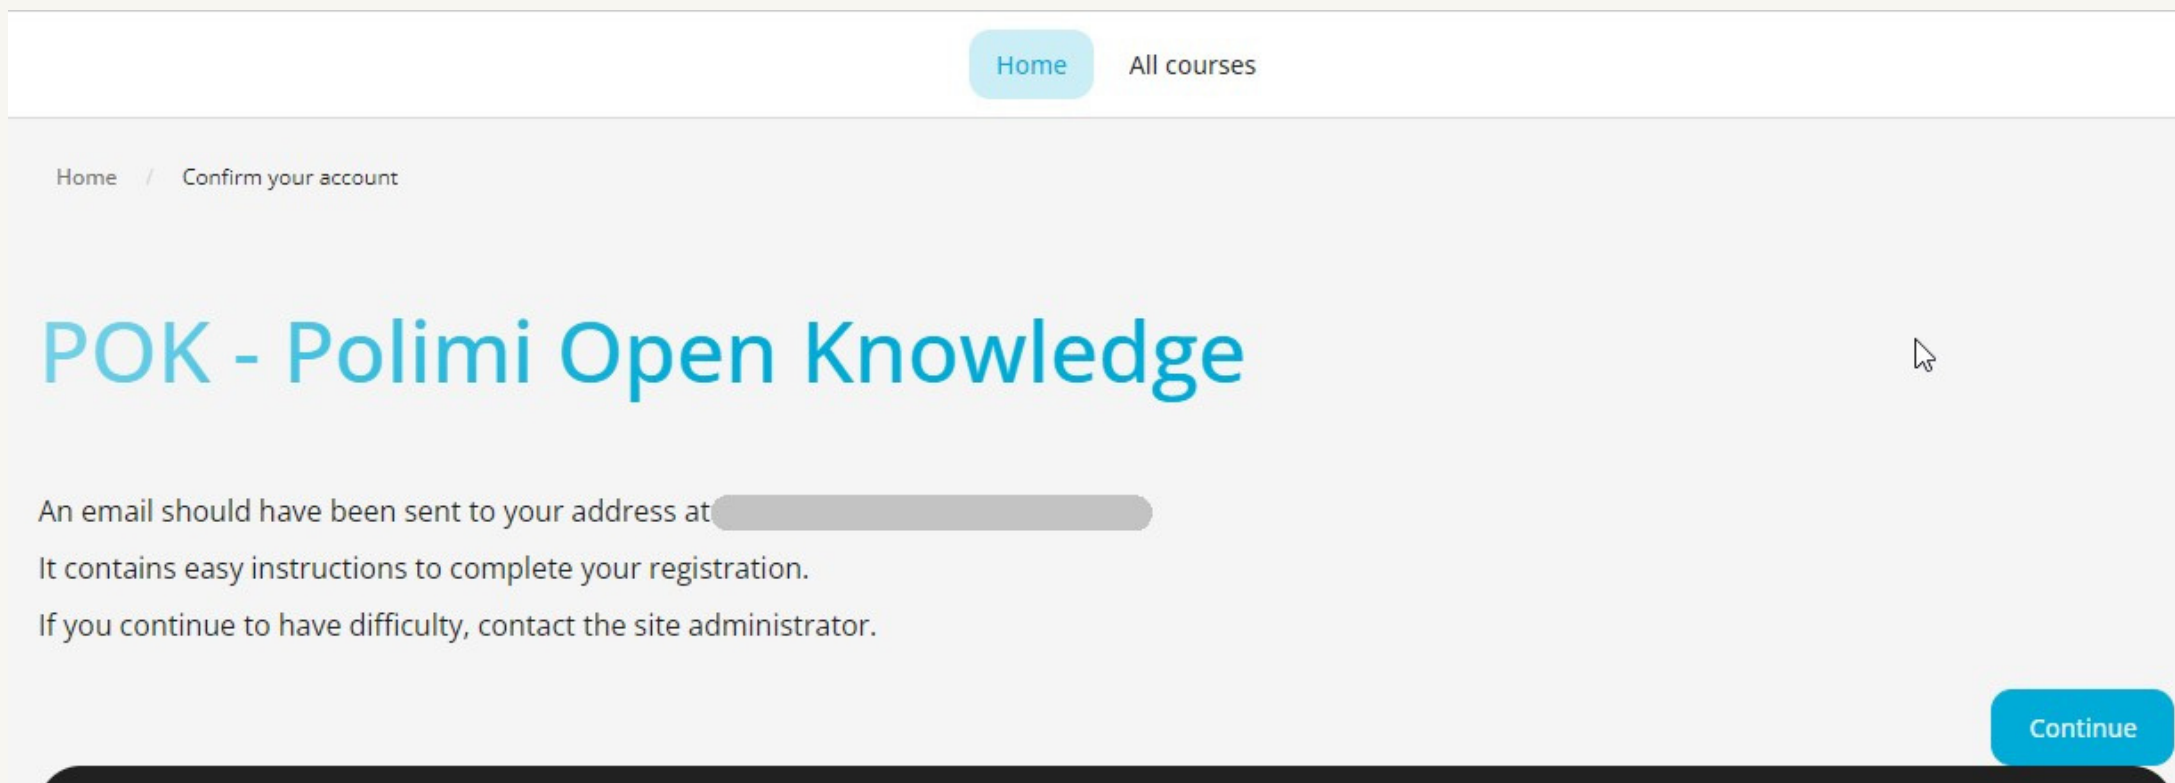 Home All courses
Home / Confirm your account
POK - Polimi Open Knowledge
An email should have been sent to your address at
It contains easy instructions to complete your registration.
If you continue to have difficulty, contact the site administrator.
Continue